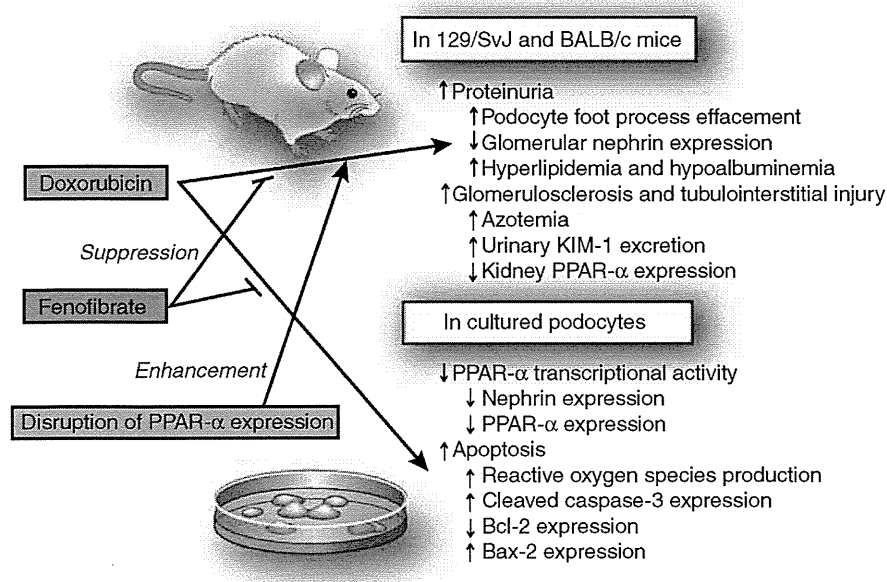 In 129/SvJ and BALB/c mice
↑Proteinuria
↑Podocyte foot process effacement
↓Glomerular nephrin expression
↑Hyperlipidemia and hypoalbuminemia
↑Glomerulosclerosis and tubulointerstitial injury
↑Azotemia
↑Urinary KIM-1 excretion
↓Kidney PPAR-α expression
Doxorubicin
Suppression
Fenofibrate
Enhancement
Disruption of PPAR-α expression
In cultured podocytes
↓PPAR-α transcriptional activity
↓ Nephrin expression
↓ PPAR-α expression
↑Apoptosis
↑ Reactive oxygen species production
↑ Cleaved caspase-3 expression
↓ Bcl-2 expression
↑ Bax-2 expression